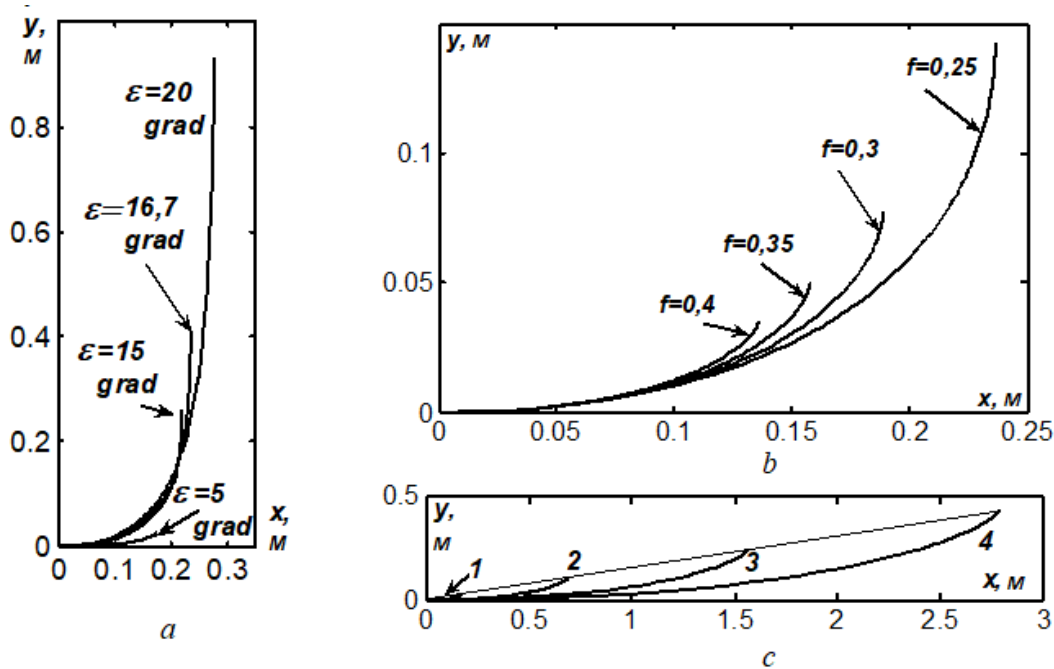 y,
м
0.8
0.6
0.4
0.2
0
0 0.1 0.2 0.3
ε=20
grad
ε=16,7
grad
ε=15
grad
ε=5
grad
x,
м
a
y, м
0.1
0.05
0
0 0.05 0.1 0.15 0.2 0.25
f=0,25
f=0,3
f=0,35
f=0,4
x, м
b
0.5
0
y,
м
1 2 3 4
x, м
0 0.5 1 1.5 2 2.5 3
c